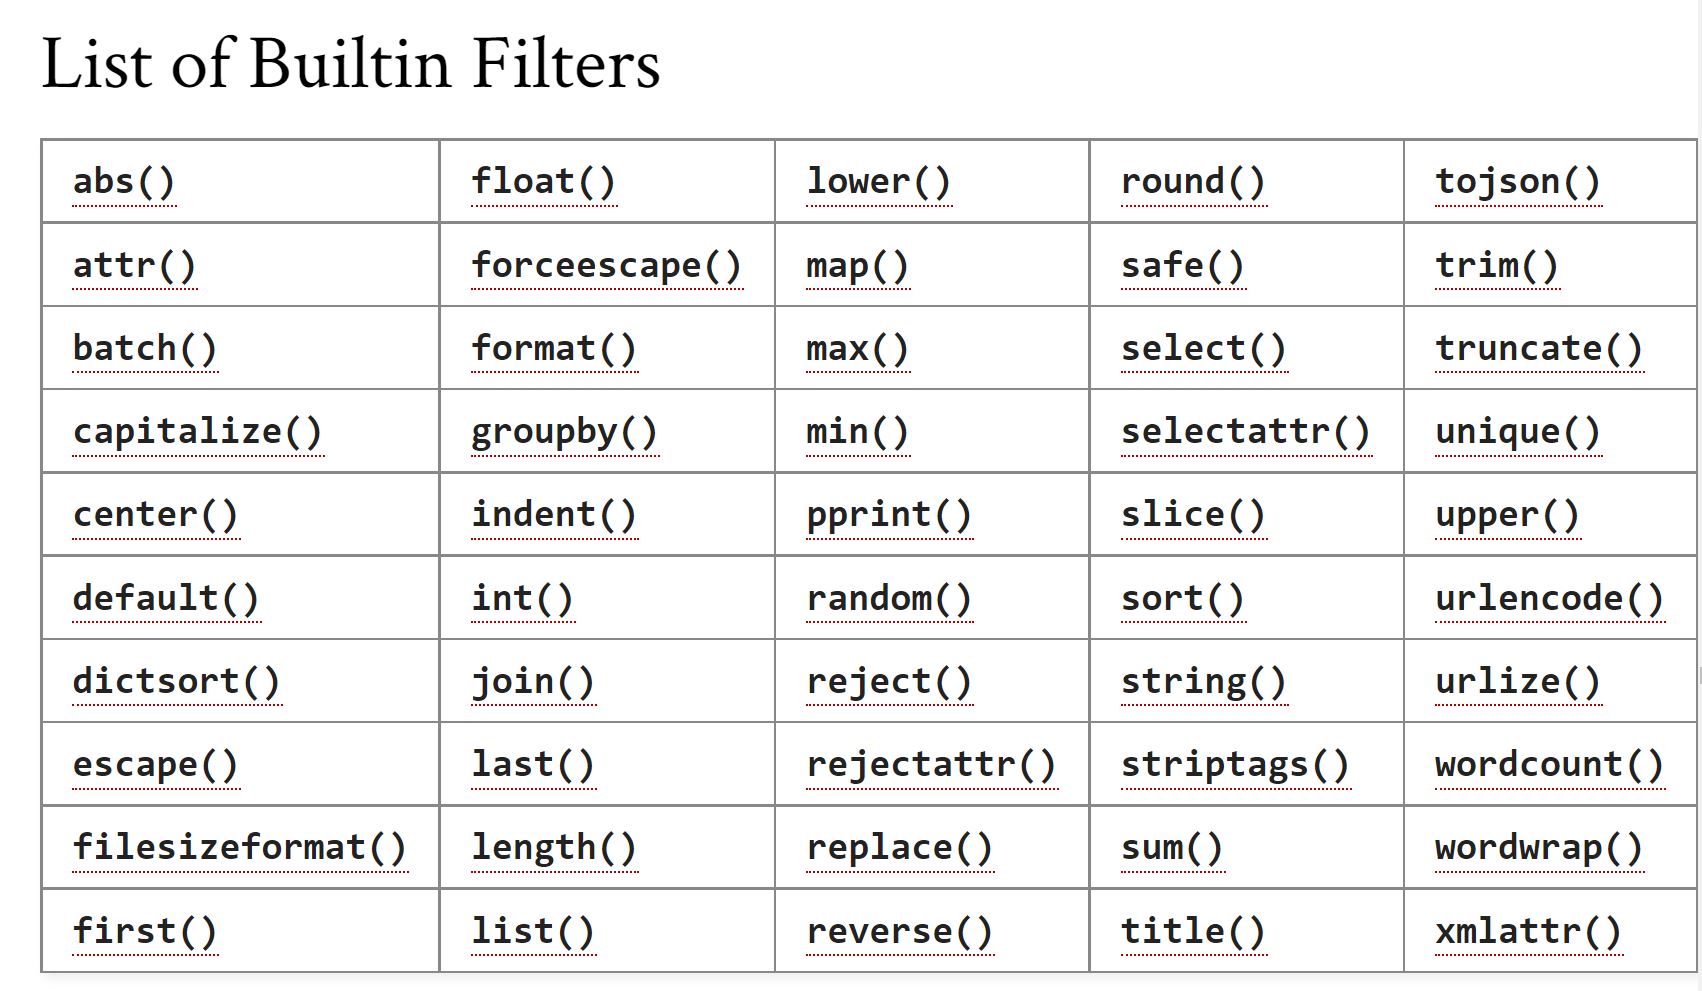 List of Builtin Filters
abs() float() lower() round() tojson()
attr() forceescape() map() safe() trim()
batch() format() max() select() truncate()
capitalize() groupby() min() selectattr() unique()
center() indent() pprint() slice() upper()
default() int() random() sort() urlencode()
dictsort() join() reject() string() urlize()
escape() last() rejectattr() striptags() wordcount()
filesizeformat() length() replace() sum() wordwrap()
first() list() reverse() title() xmlattr()